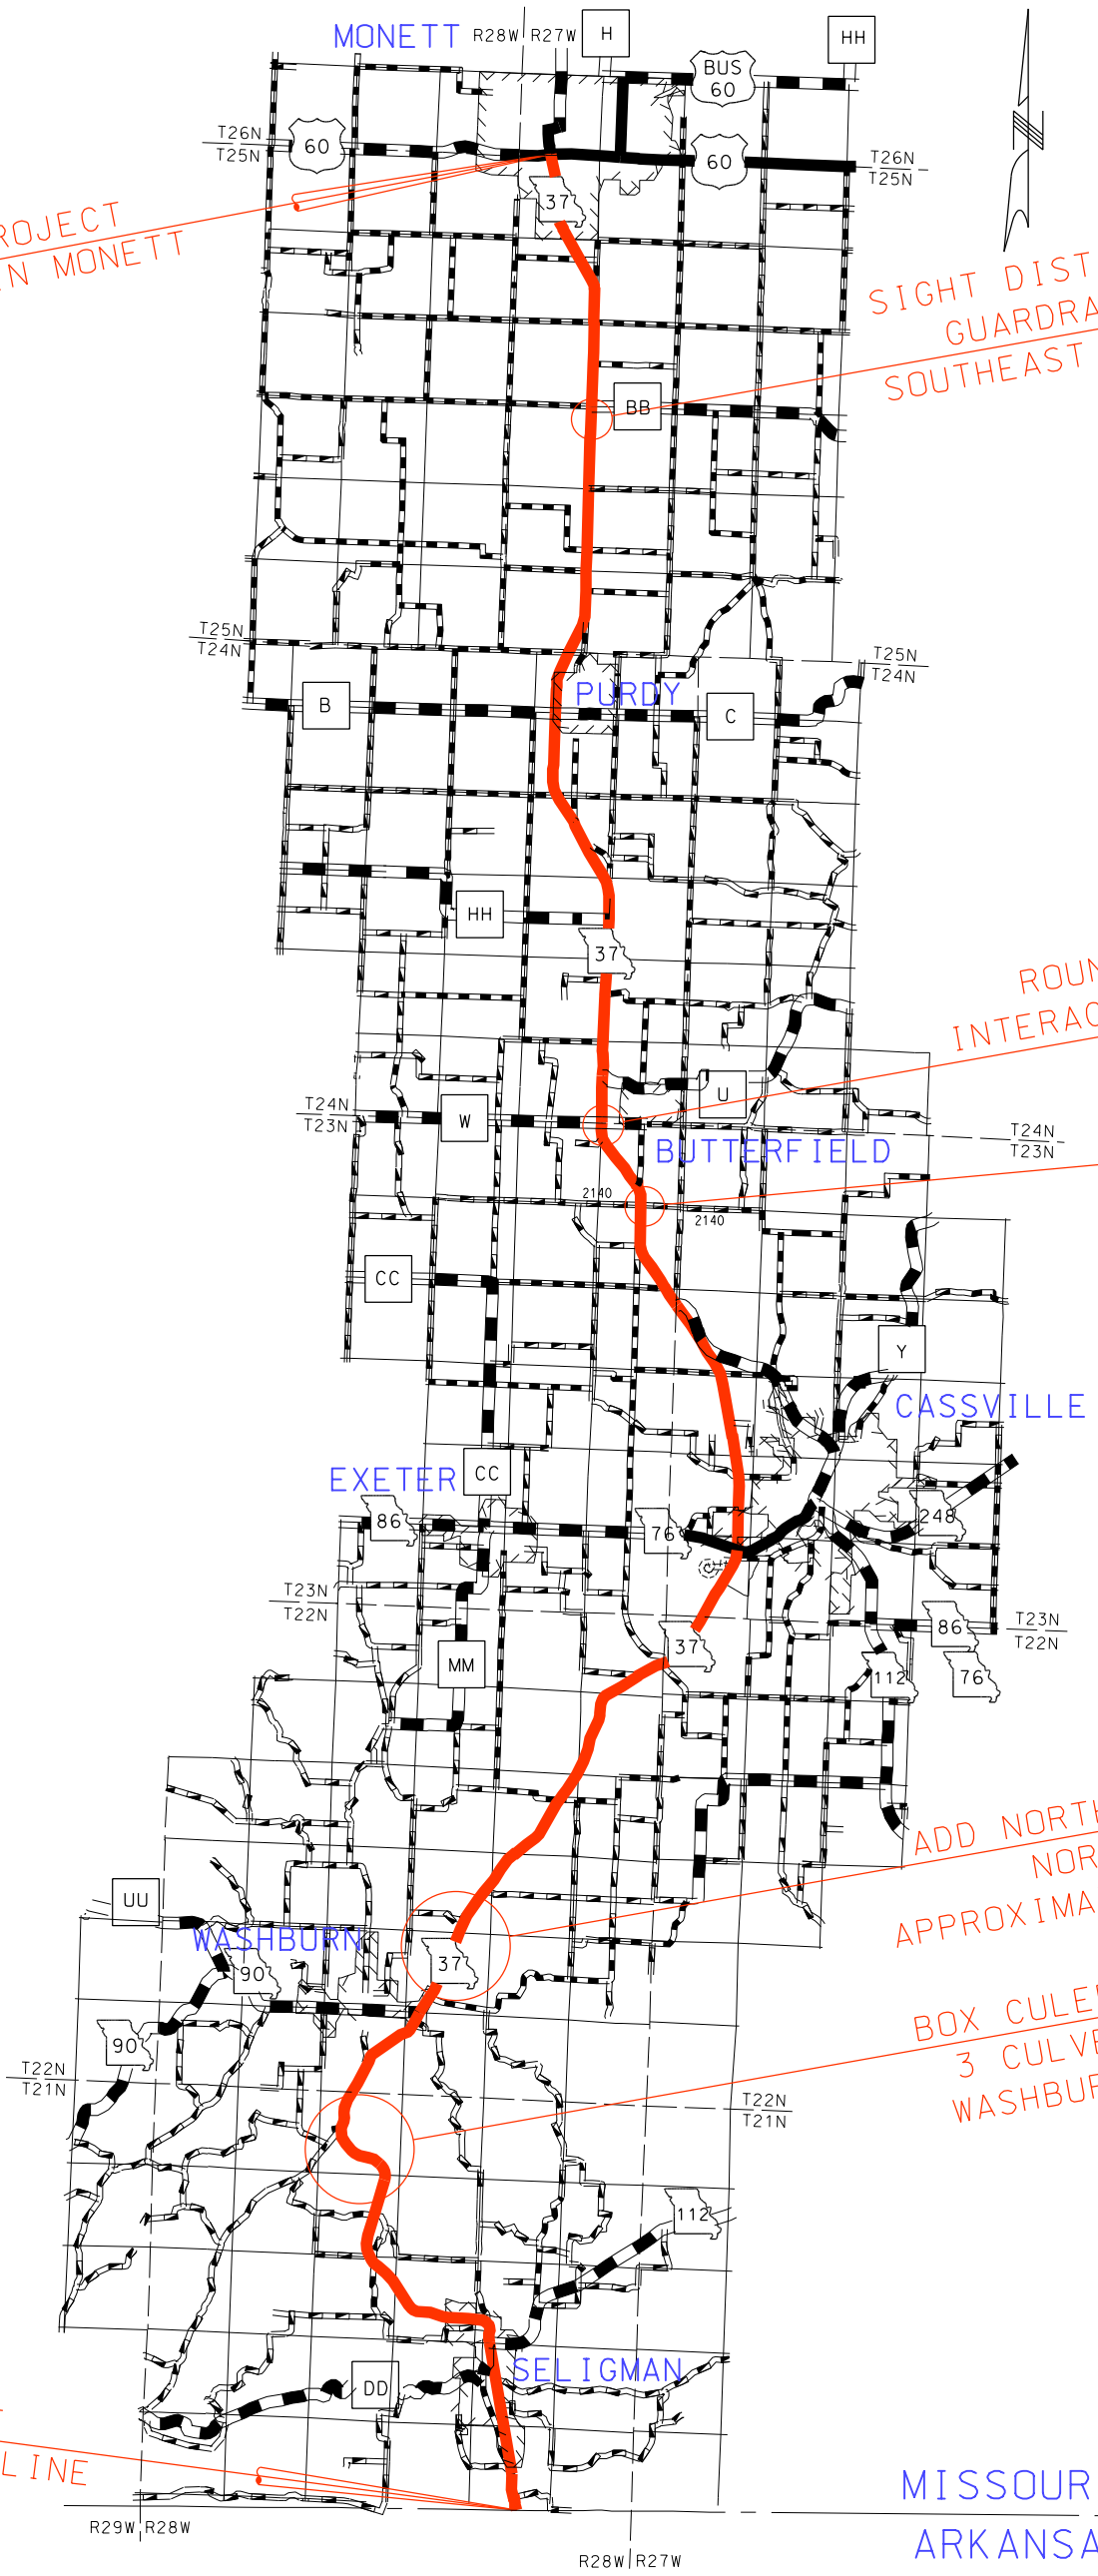 MONETT
R28W R27W
H
HH
BUS
60
T26N
T25N
60
60
T26N
T25N
37
ROJECT
IN MONETT
SIGHT DIST
GUARDRA
SOUTHEAST
BB
T25N
T24N
T25N
T24N
PURDY
B
C
HH
37
ROUN
INTERAC
U
T24N
T23N
W
BUTTERFIELD
T24N
T23N
2140
2140
CC
Y
CASSVILLE
EXETER
CC
86
76
248
T23N
T22N
86
T23N
T22N
37
MM
112
76
ADD NORTH
NOR
APPROXIMA
UU
WASHBURN
37
90
BOX CULE
3 CULVE
WASHBUR
90
T22N
T21N
T22N
T21N
112
SELIGMAN
DD
LINE
MISSOUR
ARKANSA
R29W R28W
R28W R27W